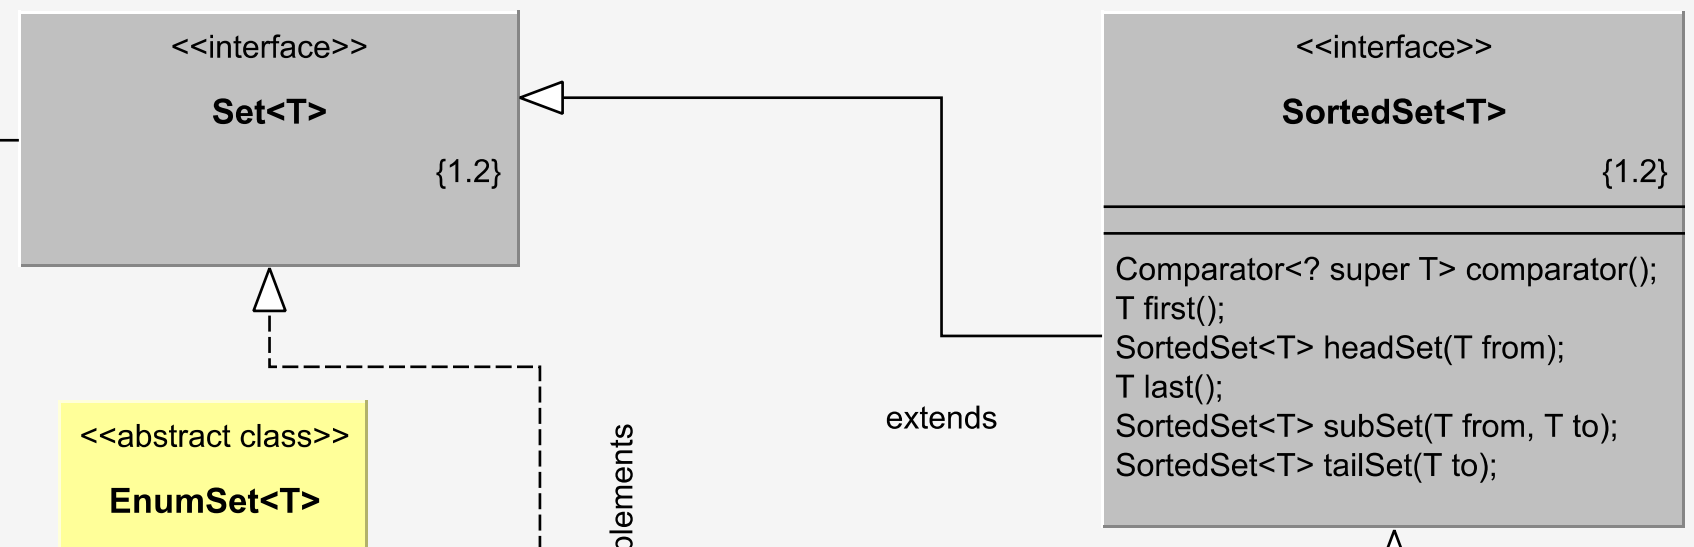 <<interface>>
Set<T>
{1.2}
<<interface>>
SortedSet<T>
{1.2}
Comparator<? super T> comparator();
T first();
SortedSet<T> headSet(T from);
T last();
SortedSet<T> subSet(T from, T to);
SortedSet<T> tailSet(T to);
extends
<<abstract class>>
EnumSet<T>